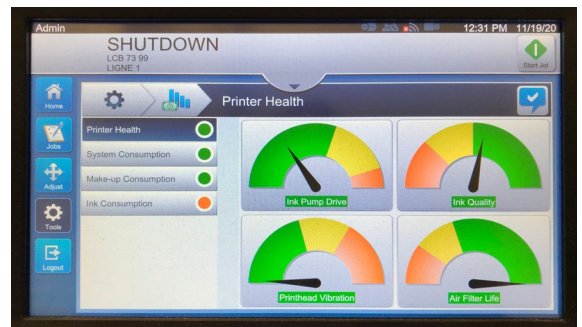 Admin
12:31 PM 11/19/20
SHUTDOWN
LCB 73 99
LIGNE 1
Start Jet
Home
Printer Health
Jobs
Printer Health
System Consumption
Make-up Consumption
Ink Consumption
Adjust
Tools
Logout
Ink Pump Drive
Ink Quality
Printhead Vibration
Air Filter Life